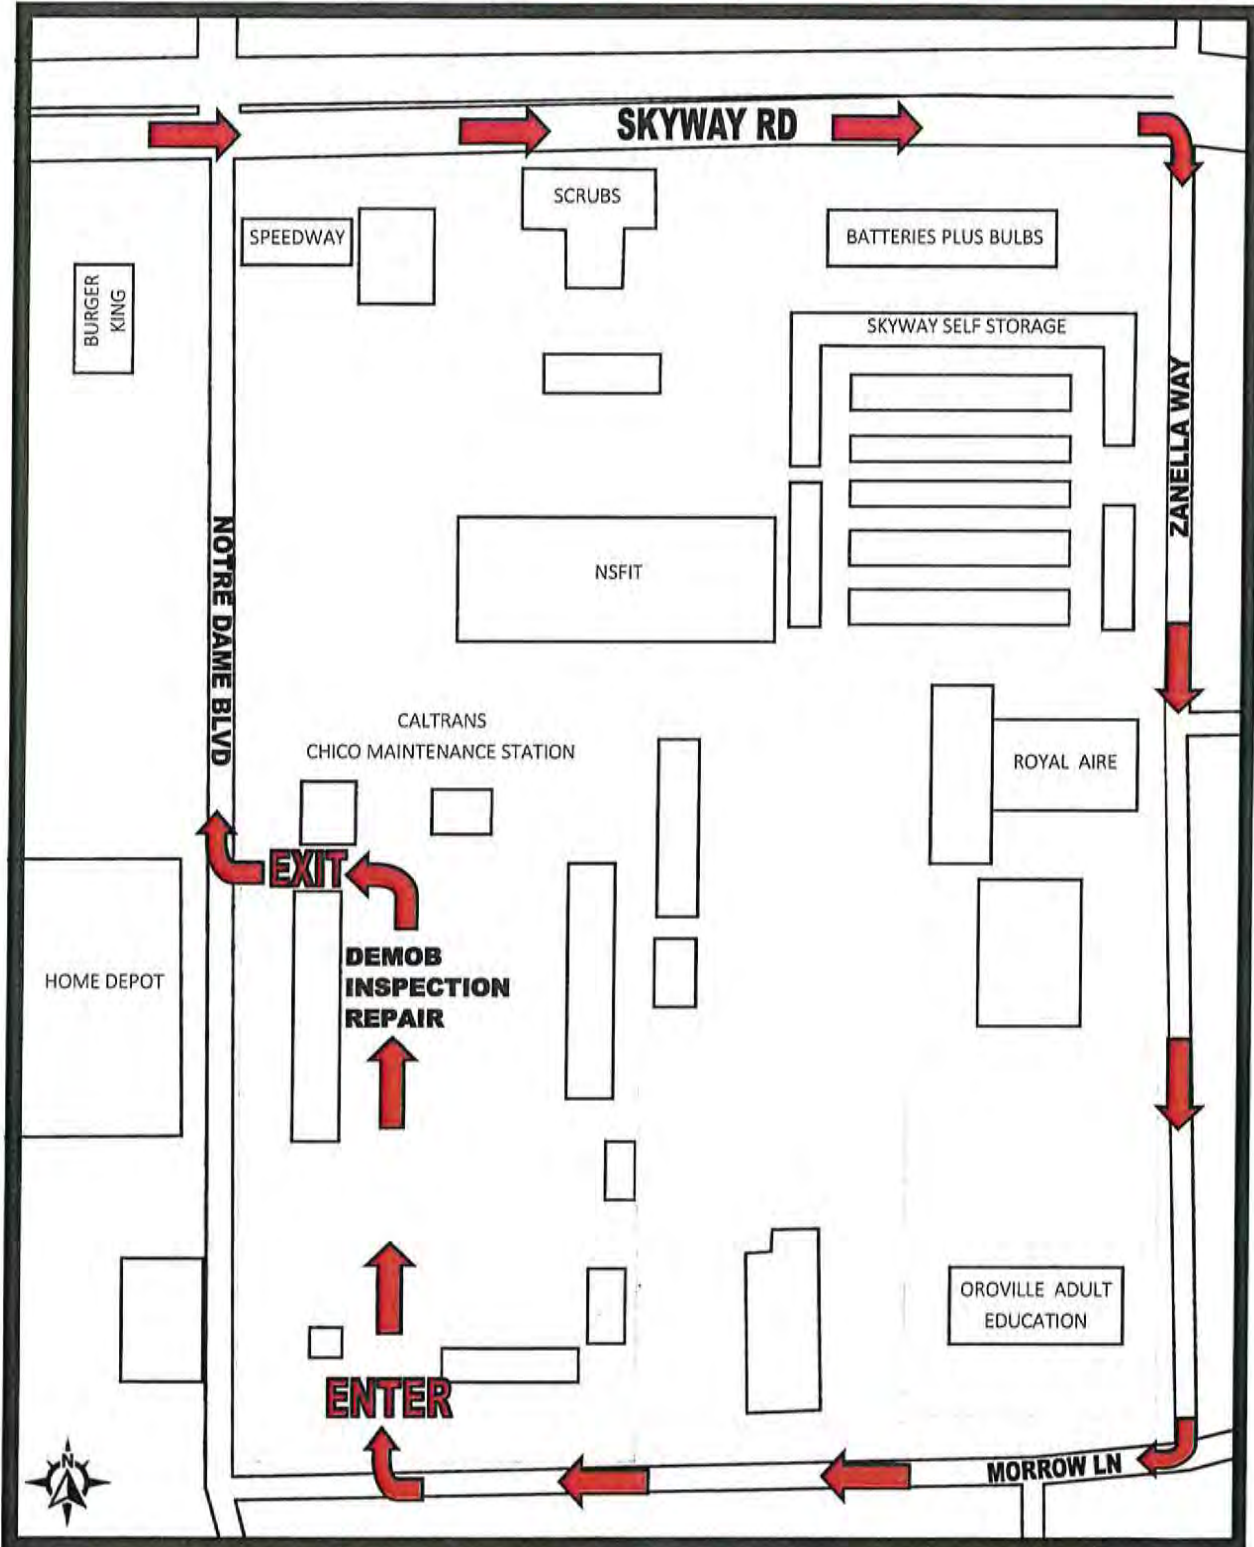 SKYWAY RD
SCRUBS
SPEEDWAY
BATTERIES PLUS BULBS
BURGER
KING
SKYWAY SELF STORAGE
ZANELLA WAY
NOTRE DAME BLVD
NSFIT
CALTRANS
CHICO MAINTENANCE STATION
ROYAL AIRE
EXIT
HOME DEPOT
DEMOB
INSPECTION
REPAIR
OROVILLE ADULT
EDUCATION
ENTER
MORROW LN
N